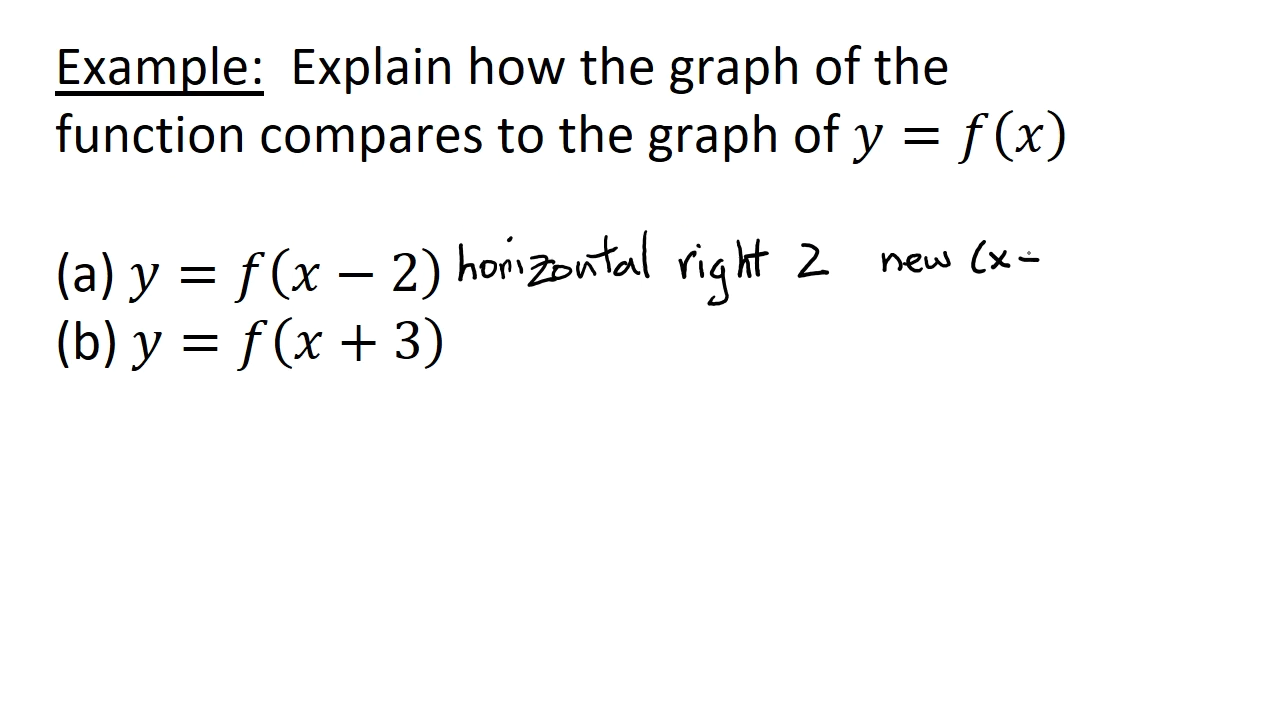 Example: Explain how the graph of the
function compares to the graph of y = f(x)
(a) y = f(x − 2) horizontal right 2 new (x -
(b) y = f(x + 3)